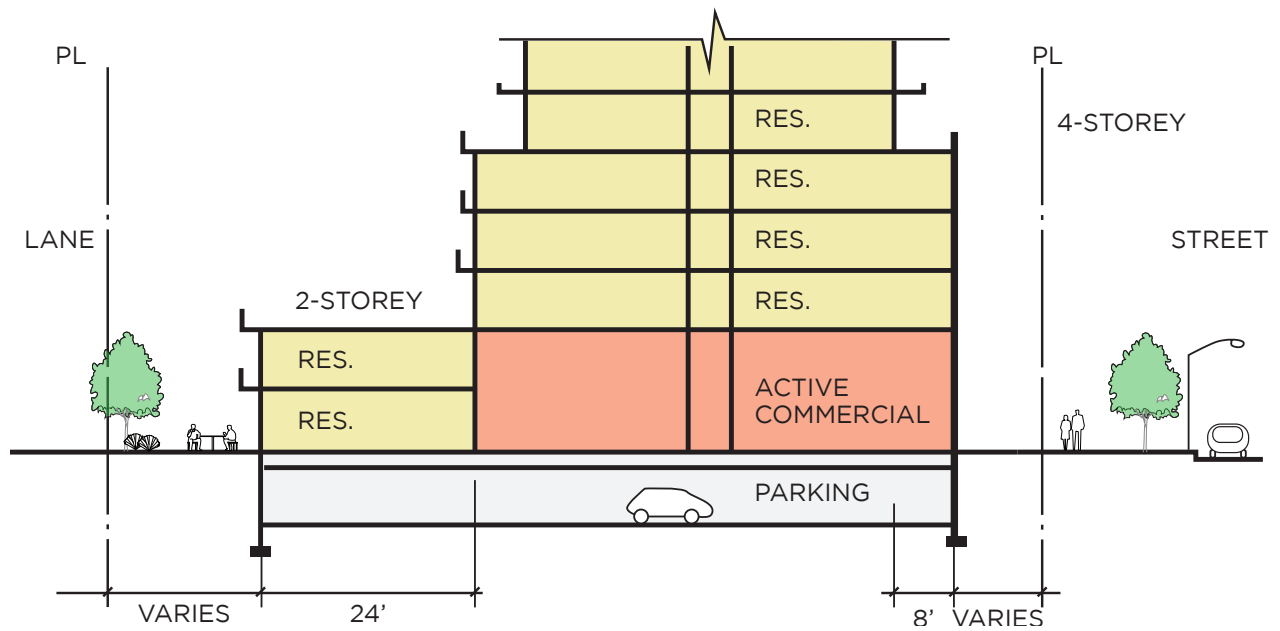 PL
PL
RES.
4-STOREY
RES.
LANE
RES.
STREET
2-STOREY
RES.
RES.
ACTIVE
COMMERCIAL
RES.
PARKING
VARIES
24’
8’
VARIES